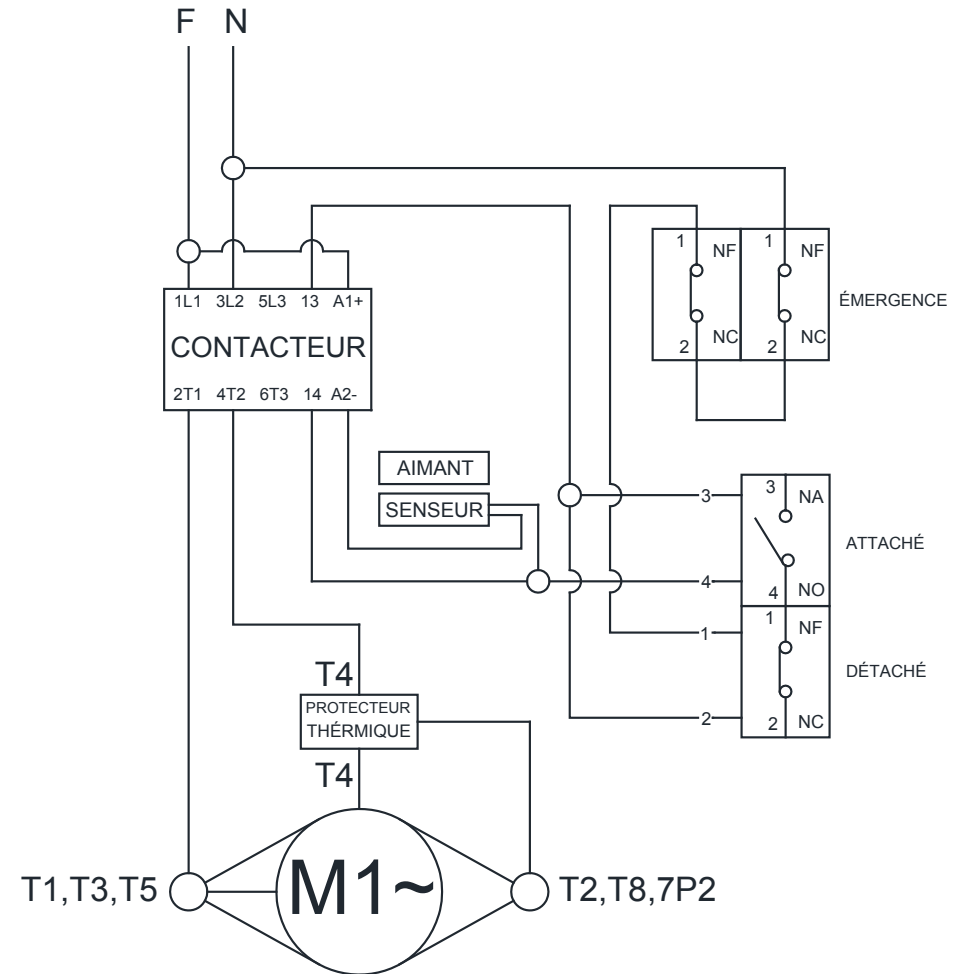 F N
1L1 3L2 5L3 13 A1+
CONTACTEUR
2T1 4T2 6T3 14 A2-
1 NF 1 NF
ÉMERGENCE
2 NC 2 NC
AIMANT
SENSEUR
3 3 NA
ATTACHÉ
4 4 NO
1 1 NF
DÉTACHÉ
2 2 NC
T4
PROTECTEUR
THÉRMIQUE
T4
T1,T3,T5 M1~ T2,T8,7P2